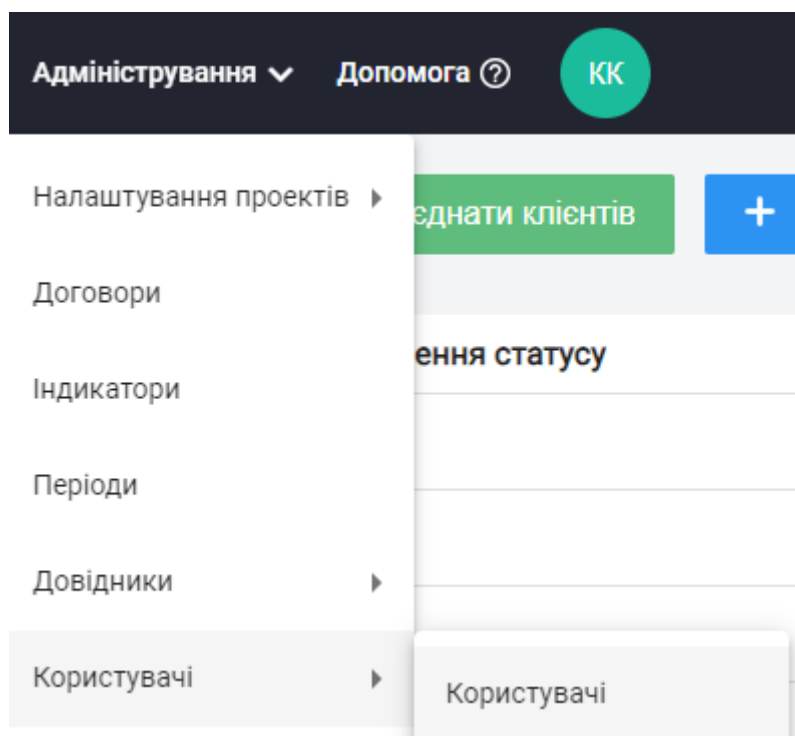 Адміністрування Допомога КК
Налаштування проектів
єднати клієнтів
Договори
ення статусу
Індикатори
Періоди
Довідники
Користувачі
Користувачі